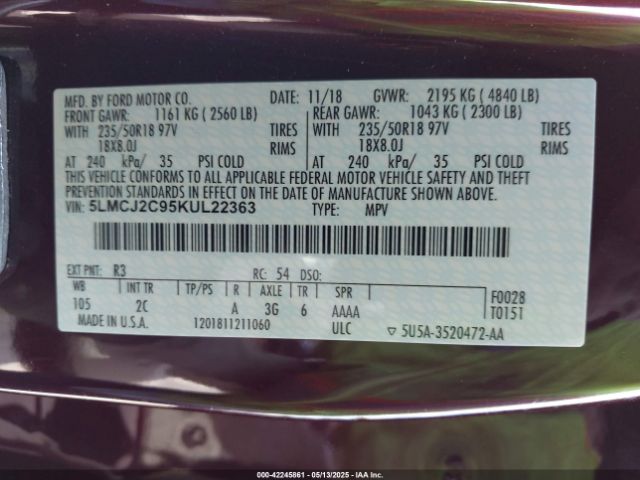 MFD. BY FORD MOTOR CO. DATE: 11/18 GVWR: 2195 KG ( 4840 LB)
FRONT GAWR: 1161 KG ( 2560 LB) REAR GAWR: 1043 KG ( 2300 LB)
WITH 235/50R18 97V TIRES WITH 235/50R18 97V TIRES
18X8.0J RIMS 18X8.0J RIMS
AT 240 kPa/ 35 PSI COLD AT 240 kPa/ 35 PSI COLD
THIS VEHICLE CONFORMS TO ALL APPLICABLE FEDERAL MOTOR VEHICLE SAFETY AND THEFT
PREVENTION STANDARDS IN EFFECT ON THE DATE OF MANUFACTURE SHOWN ABOVE.
VIN: 5LMCJ2C95KUL22363 TYPE: MPV
EXT PNT: R3 RC: 54 DSO:
WB INT TR TP/PS R AXLE TR SPR F0028
105 2C A 3G 6 AAAA T0151
MADE IN U.S.A. 1201811211060 ULC ▽ 5U5A-3520472-AA
000-42245861 - 05/13/2025 - IAA Inc.